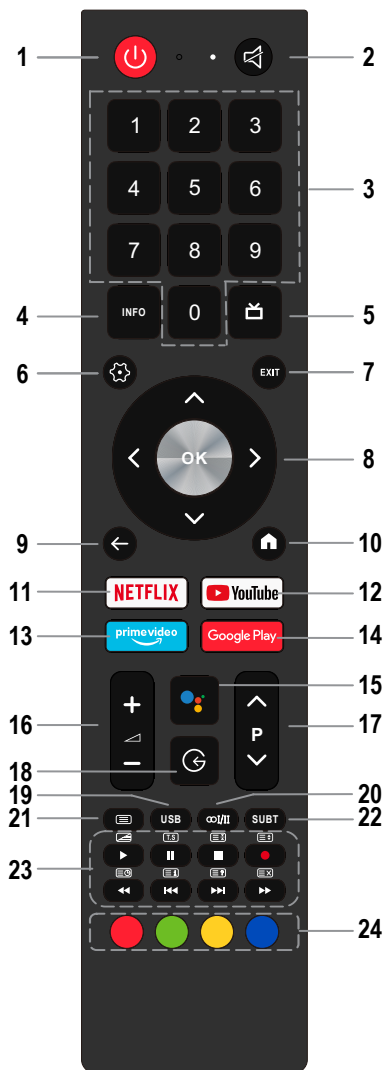 1 2
1 2 3
4 5 6
3
7 8 9
4 INFO 0 5
6 EXIT 7
OK 8
9 10
11 NETFLIX YouTube 12
13 prime video Google Play 14
15
16 + P 17
−
18
19 20
21 USB I/II SUBT 22
23
24